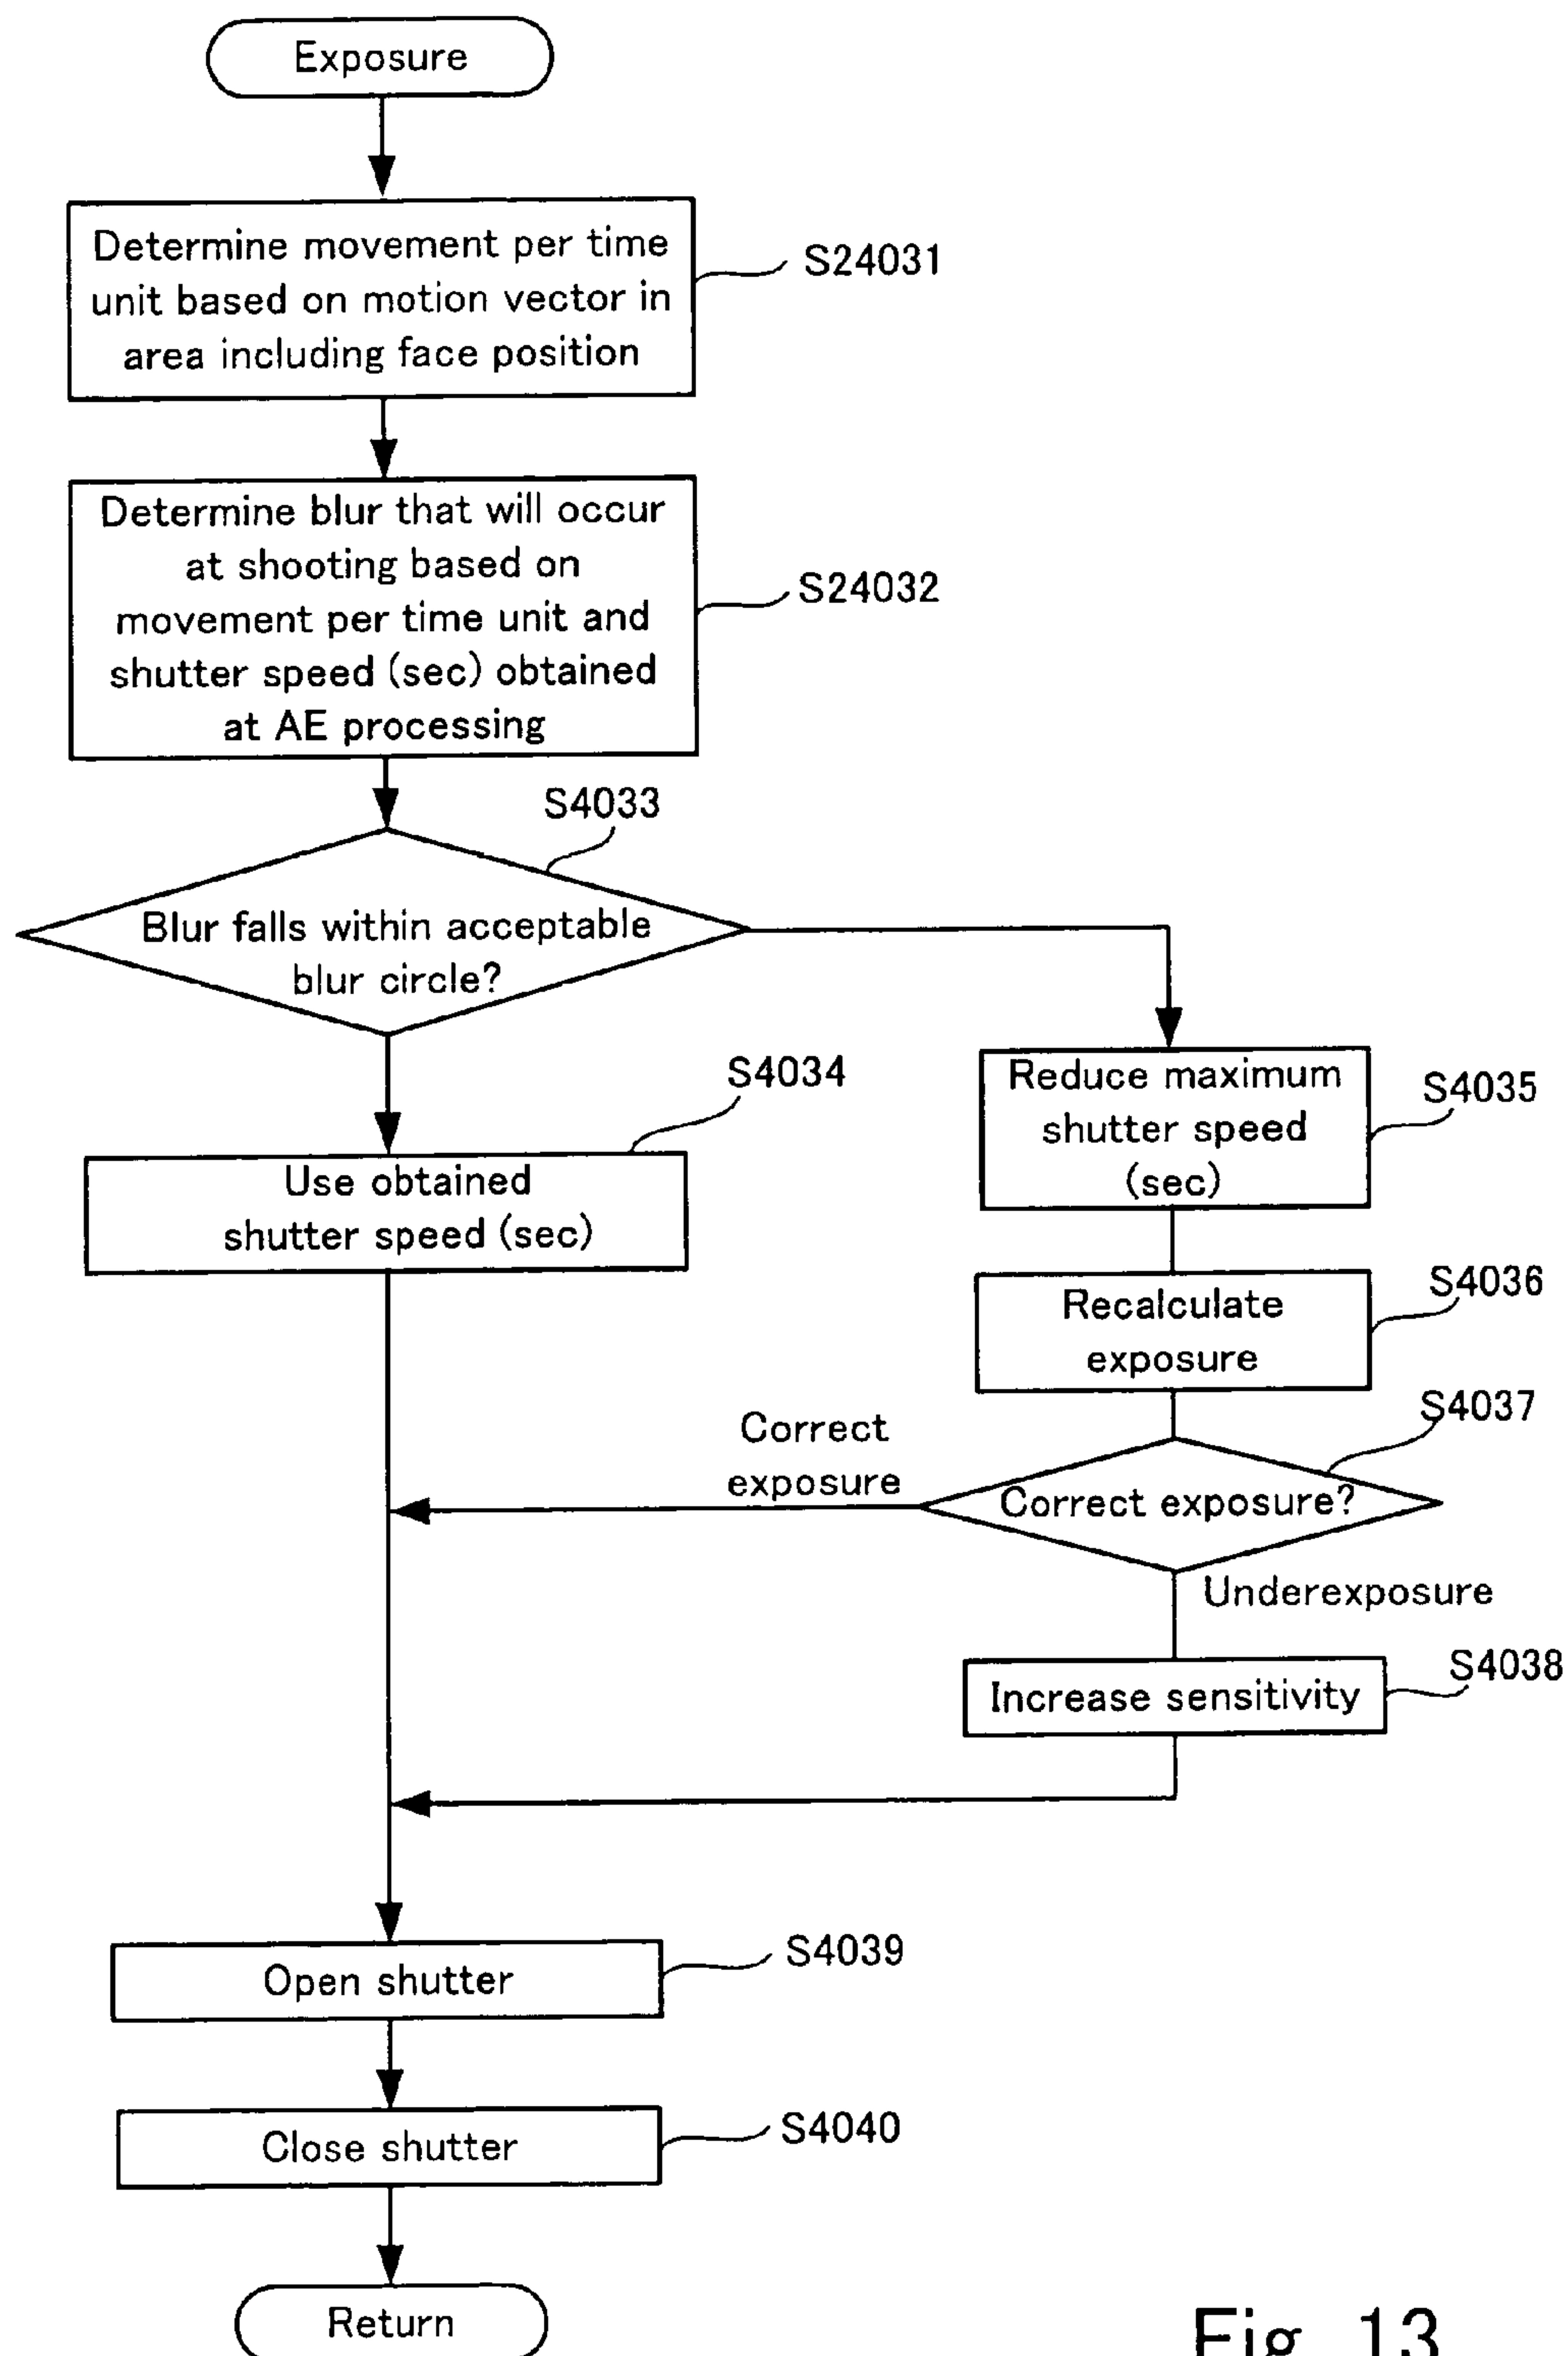 Exposure
Determine movement per time
unit based on motion vector in
area including face position
S24031
Determine blur that will occur
at shooting based on
movement per time unit and
shutter speed (sec) obtained
at AE processing
S24032
S4033
Blur falls within acceptable
blur circle?
S4034
Use obtained
shutter speed (sec)
Reduce maximum
shutter speed
(sec)
S4035
Recalculate
exposure
S4036
S4037
Correct exposure?
Correct
exposure
Underexposure
Increase sensitivity
S4038
Open shutter
S4039
Close shutter
S4040
Return
Fig. 13